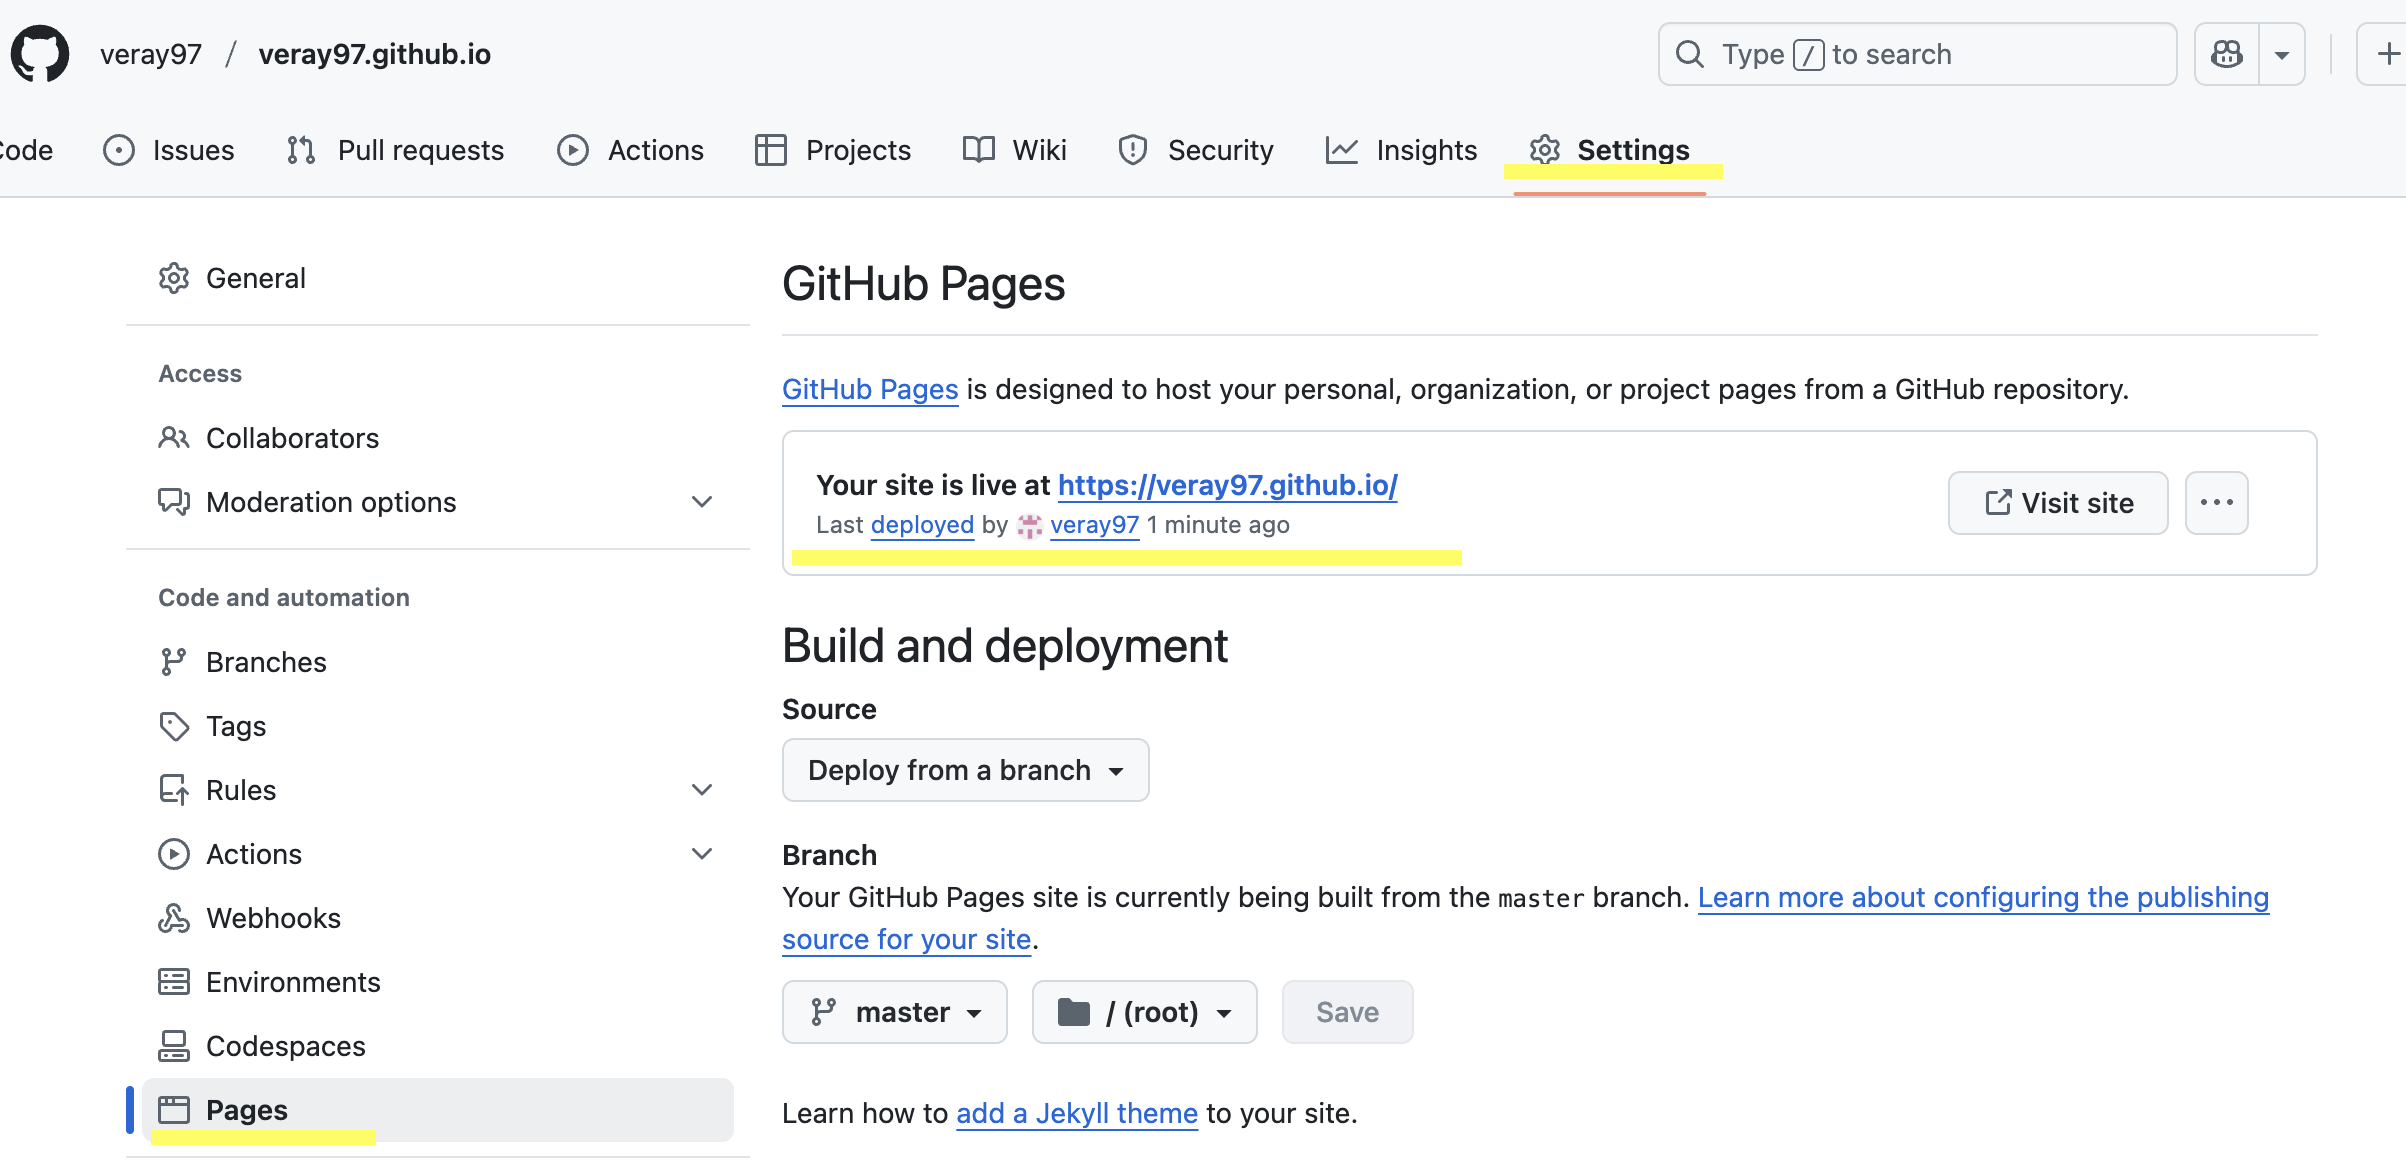 veray97 / veray97.github.io
Type / to search
ode
Issues
Pull requests
Actions
Projects
Wiki
Security
Insights
Settings
General
Access
Collaborators
Moderation options
Code and automation
Branches
Tags
Rules
Actions
Webhooks
Environments
Codespaces
Pages
GitHub Pages
GitHub Pages is designed to host your personal, organization, or project pages from a GitHub repository.
Your site is live at https://veray97.github.io/
Last deployed by veray97 1 minute ago
Visit site
Build and deployment
Source
Deploy from a branch
Branch
Your GitHub Pages site is currently being built from the master branch. Learn more about configuring the publishing
source for your site.
master
/ (root)
Save
Learn how to add a Jekyll theme to your site.